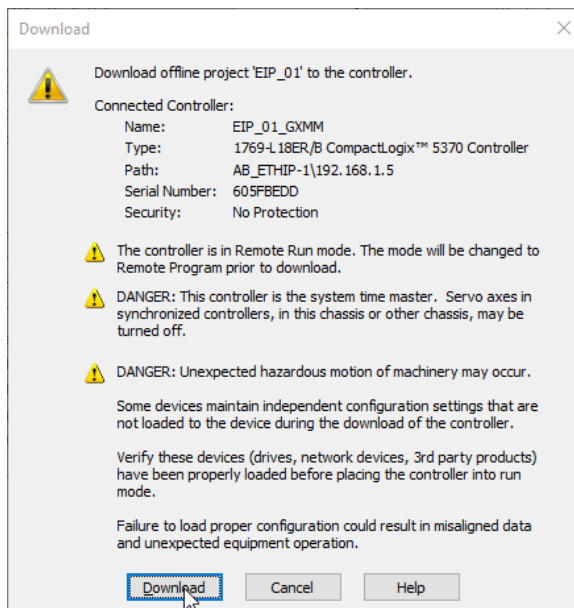 Download
Download offline project 'EIP_01' to the controller.
Connected Controller:
Name: EIP_01_GXMM
Type: 1769-L18ER/B CompactLogix™ 5370 Controller
Path: AB_ETHIP-1\192.168.1.5
Serial Number: 605FBEDD
Security: No Protection
The controller is in Remote Run mode. The mode will be changed to
Remote Program prior to download.
DANGER: This controller is the system time master. Servo axes in
synchronized controllers, in this chassis or other chassis, may be
turned off.
DANGER: Unexpected hazardous motion of machinery may occur.
Some devices maintain independent configuration settings that are
not loaded to the device during the download of the controller.
Verify these devices (drives, network devices, 3rd party products)
have been properly loaded before placing the controller into run
mode.
Failure to load proper configuration could result in misaligned data
and unexpected equipment operation.
Download Cancel Help